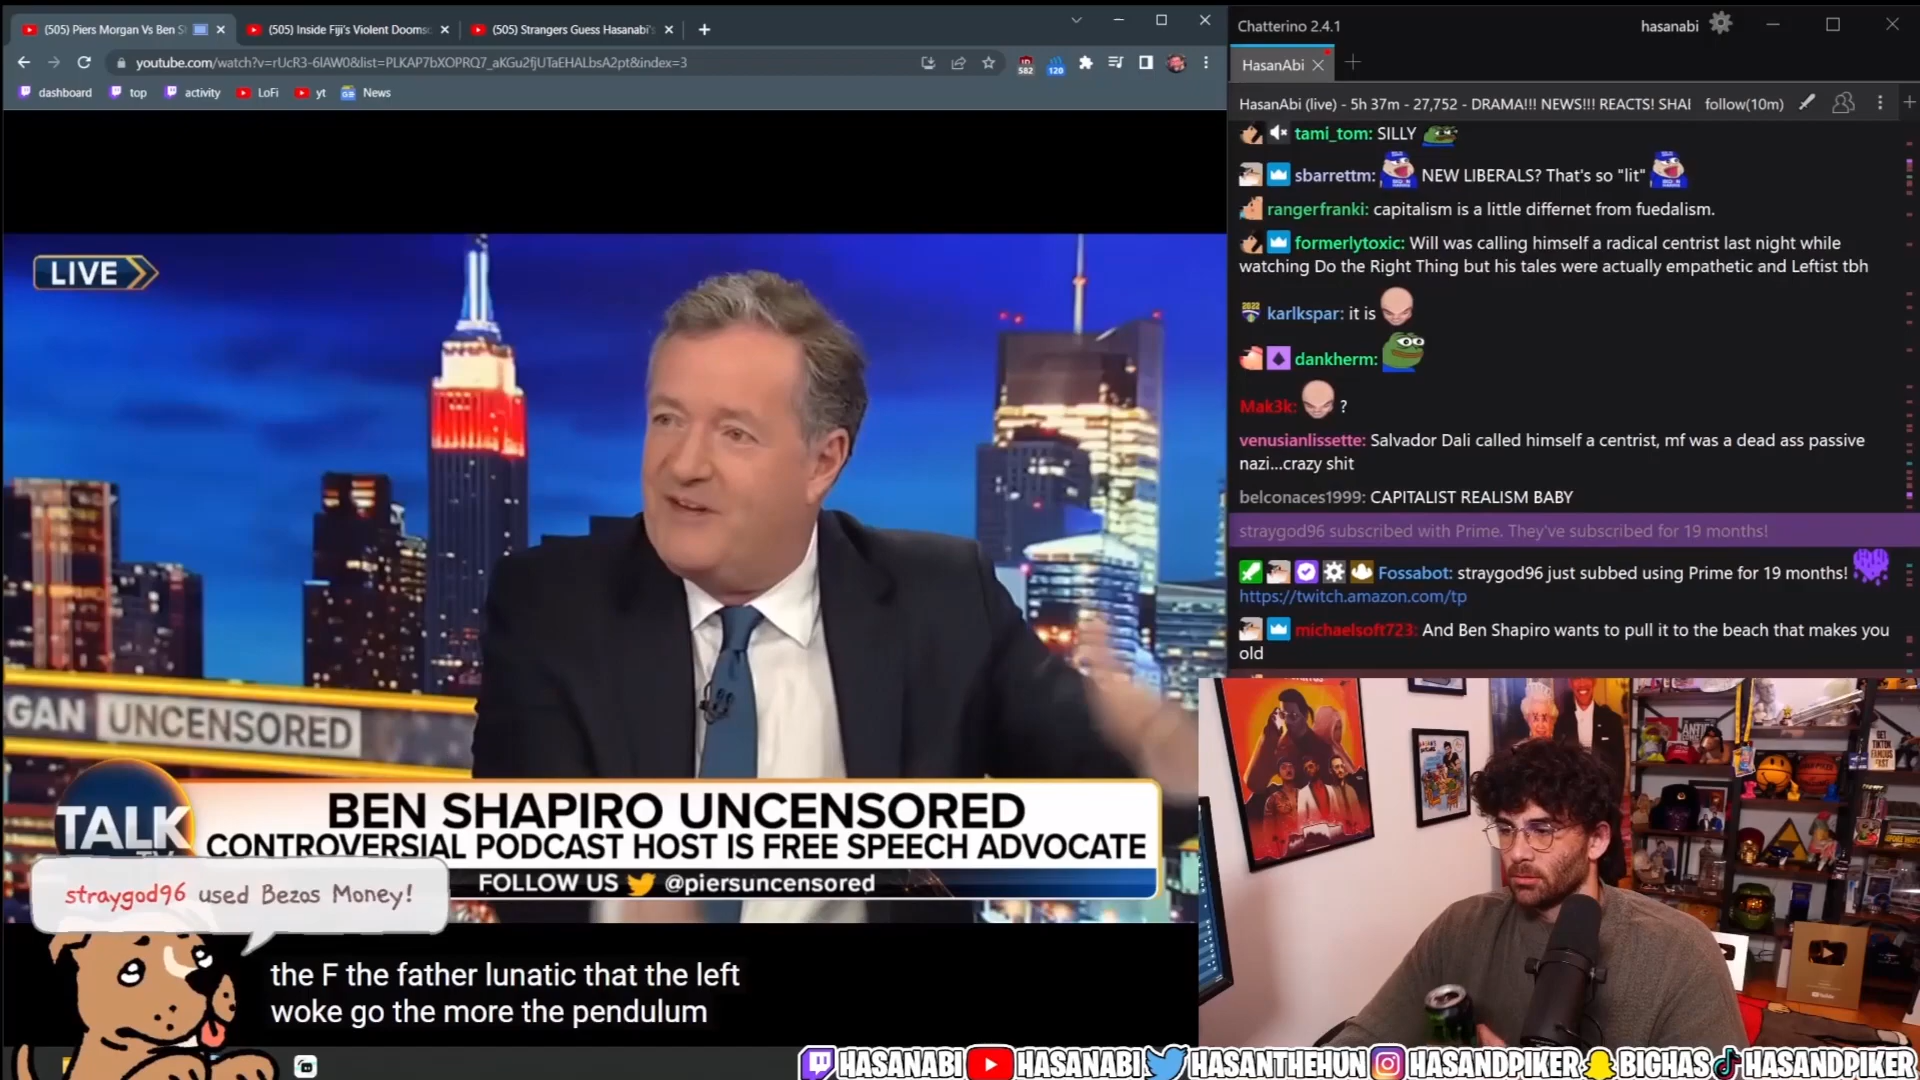 (505) Piers Morgan Vs Ben S
(505) Inside Fiji's Violent Dooms
(505) Strangers Guess Hasanabi's
youtube.com/watch?v=rUcR3-6lAW0&list=PLKAP7bXOPRQ7_aKGu2fjUTaEHALbsA2pt&index=3
582
120
dashboard
top
activity
LoFi
yt
News
LIVE
GAN UNCENSORED
TALK
BEN SHAPIRO UNCENSORED
CONTROVERSIAL PODCAST HOST IS FREE SPEECH ADVOCATE
FOLLOW US @piersuncensored
straygod96 used Bezos Money!
the F the father lunatic that the left
woke go the more the pendulum
Chatterino 2.4.1
hasanabi
HasanAbi
HasanAbi (live) - 5h 37m - 27,752 - DRAMA!!! NEWS!!! REACTS! SHAI
follow(10m)
tami_tom: SILLY
sbarrettm: NEW LIBERALS? That's so "lit"
rangerfranki: capitalism is a little differnet from fuedalism.
formerlytoxic: Will was calling himself a radical centrist last night while
watching Do the Right Thing but his tales were actually empathetic and Leftist tbh
2022
karlkspar: it is
dankherm:
Mak3k: ?
venusianlissette: Salvador Dali called himself a centrist, mf was a dead ass passive
nazi...crazy shit
belconaces1999: CAPITALIST REALISM BABY
straygod96 subscribed with Prime. They've subscribed for 19 months!
Fossabot: straygod96 just subbed using Prime for 19 months!
https://twitch.amazon.com/tp
michaelsoft723: And Ben Shapiro wants to pull it to the beach that makes you
old
GET
TIKTOK
FAMOUS
FAST
HASANABI
HASANABI
HASANTHEHUN
HASANDPIKER
BIGHAS
HASANDPIKER